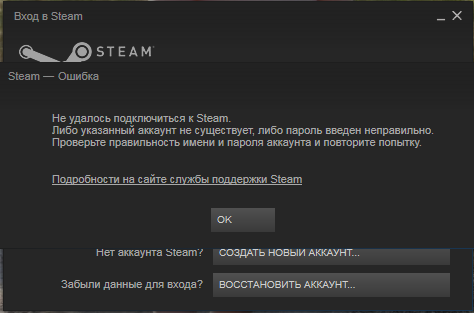 Вход в Steam
STEAM
Steam — Ошибка
Не удалось подключиться к Steam.
Либо указанный аккаунт не существует, либо пароль введен неправильно.
Проверьте правильность имени и пароля аккаунта и повторите попытку.
Подробности на сайте службы поддержки Steam
OK
Нет аккаунта Steam? СОЗДАТЬ НОВЫЙ АККАУНТ...
Забыли данные для входа? ВОССТАНОВИТЬ АККАУНТ...